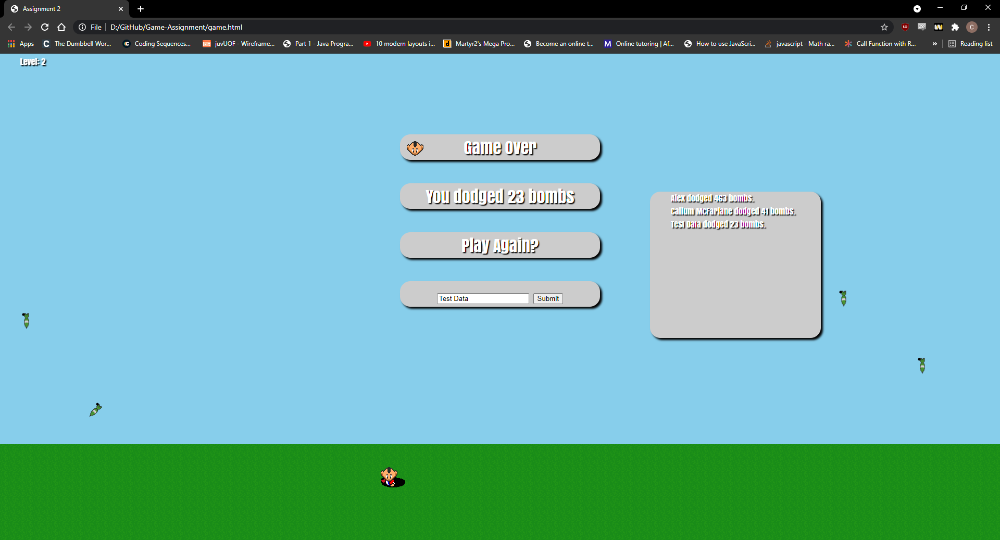 Assignment 2
File D:/GitHub/Game-Assignment/game.html
Apps The Dumbbell Wor... Coding Sequences... juvUOF - Wireframe... Part 1 - Java Progra... 10 modern layouts i... Martyr2's Mega Pro... Become an online t... Online tutoring | Af... How to use JavaScri... javascript - Math ra... Call Function with R... » Reading list
Level: 2
Game Over
You dodged 23 bombs
Play Again?
Test Data Submit
Alex dodged 463 bombs.
Callum McFarlane dodged 41 bombs.
Test Data dodged 23 bombs.